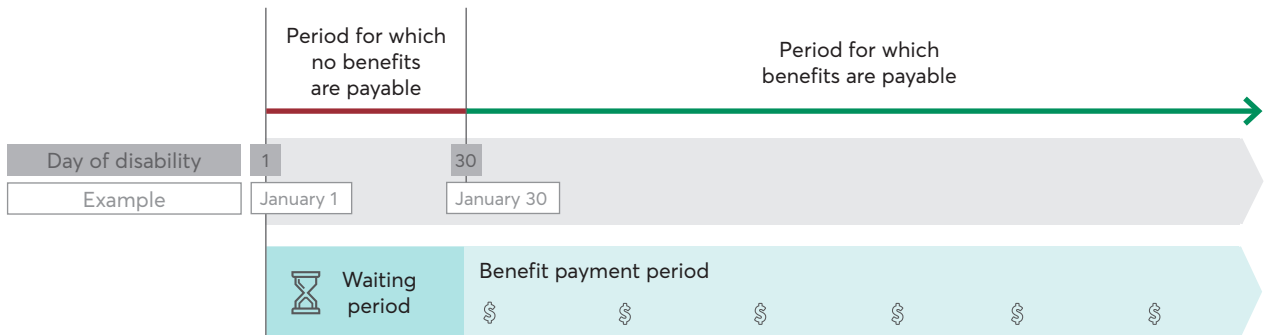 Period for which
no benefits
are payable
Period for which
benefits are payable
Day of disability
1
30
Example
January 1
January 30
Waiting
period
Benefit payment period
$ $ $ $ $ $